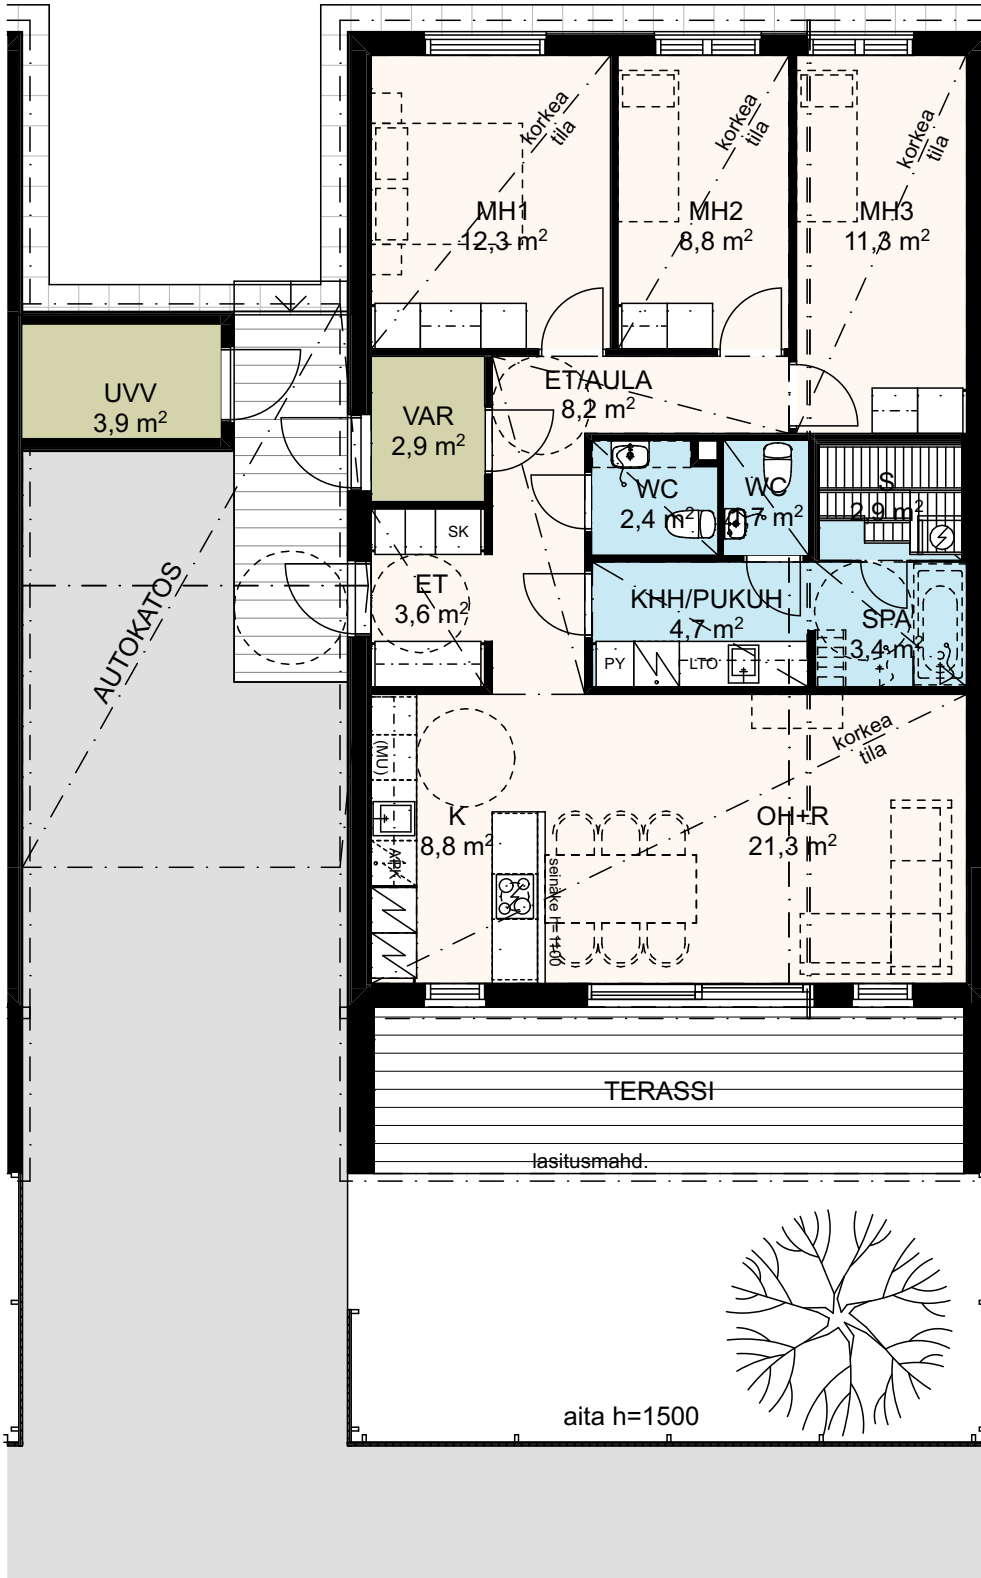 korkea
tila
korkea
tila
korkea
tila
MH1
12,3 m²
MH2
8,8 m²
MH3
11,3 m²
UVV
3,9 m²
VAR
2,9 m²
ET/AULA
8,2 m²
WC
2,4 m²
WC
1,7 m²
S
2,9 m²
SK
ET
3,6 m²
KHH/PUKUH
4,7 m²
SPA
3,4 m²
PY
LTO
AUTOKATOS
korkea
tila
(MU)
K
8,8 m²
APK
seinäke h=1100
OH+R
21,3 m²
TERASSI
lasitusmahd.
aita h=1500